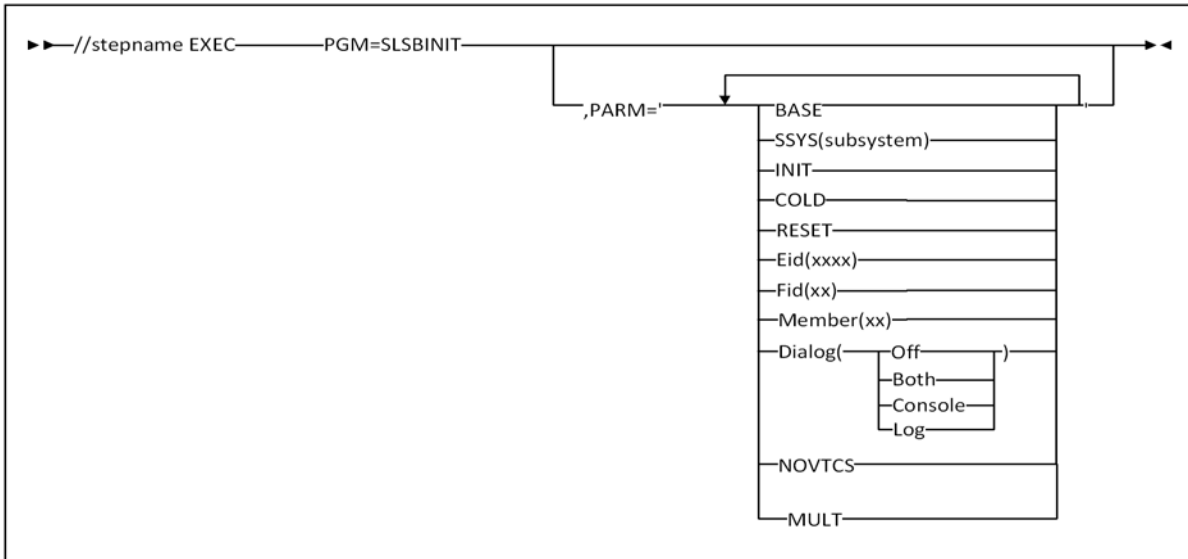 //stepname EXEC PGM=SLSBINIT
,PARM=' BASE '
SSYS(subsystem)
INIT
COLD
RESET
Eid(xxxx)
Fid(xx)
Member(xx)
Dialog( Off )
Both
Console
Log
NOVTCS
MULT